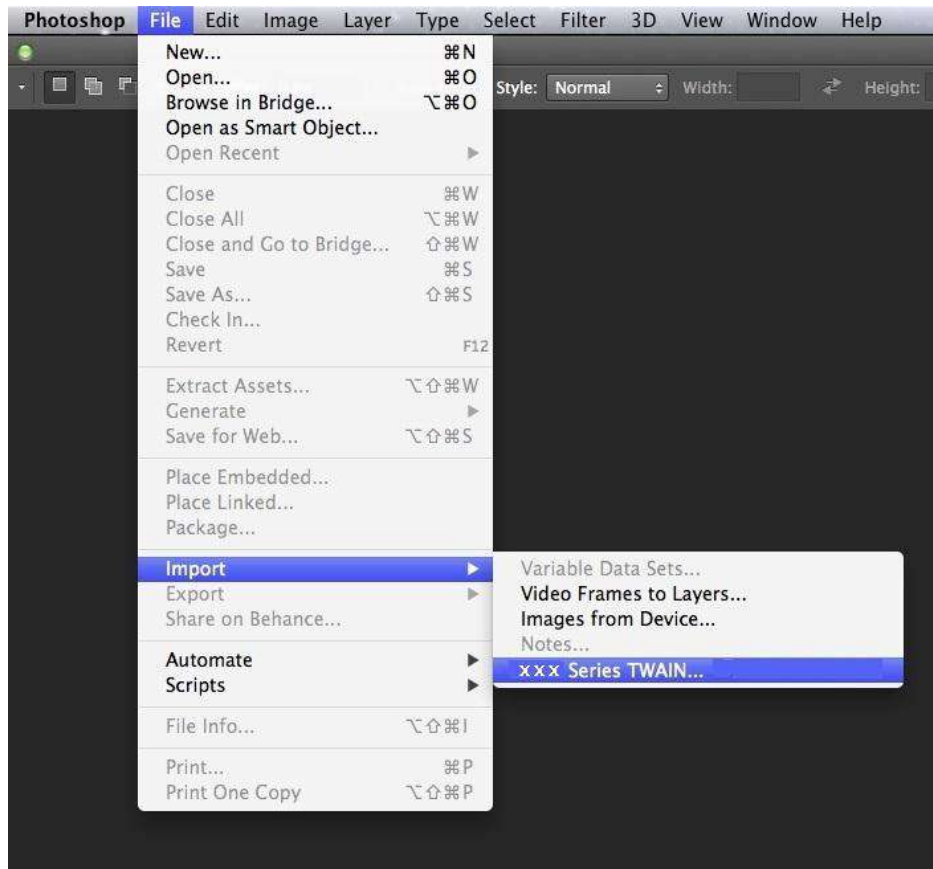 Photoshop File Edit Image Layer Type Select Filter 3D View Window Help
New... ⌘N
Open... ⌘O
Style: Normal Width: Height:
Browse in Bridge... ⌥⌘O
Open as Smart Object...
Open Recent
Close ⌘W
Close All ⌥⌘W
Close and Go to Bridge... ⇧⌘W
Save ⌘S
Save As... ⇧⌘S
Check In...
Revert F12
Extract Assets... ⌥⇧⌘W
Generate
Save for Web... ⌥⇧⌘S
Place Embedded...
Place Linked...
Package...
Import
Export
Share on Behance...
Automate
Scripts
File Info... ⌥⇧⌘I
Print... ⌘P
Print One Copy ⌥⇧⌘P
Variable Data Sets...
Video Frames to Layers...
Images from Device...
Notes...
xxx Series TWAIN...